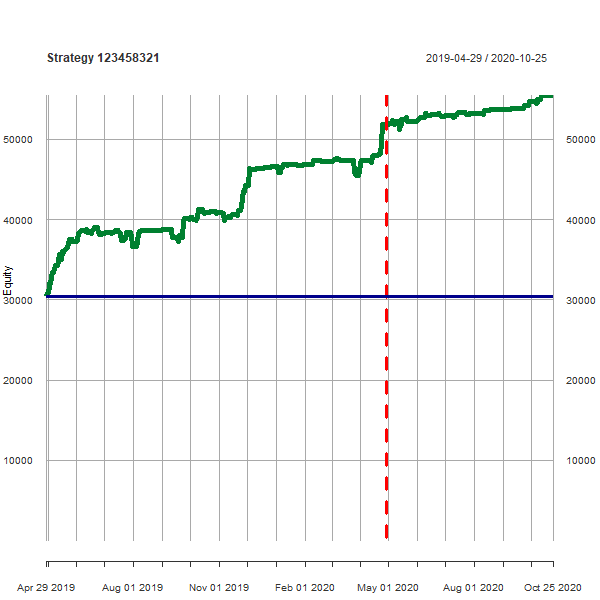 Strategy 123458321
2019-04-29 / 2020-10-25
50000
50000
40000
40000
Equity
30000
30000
20000
20000
10000
10000
Apr 29 2019
Aug 01 2019
Nov 01 2019
Feb 01 2020
May 01 2020
Aug 01 2020
Oct 25 2020